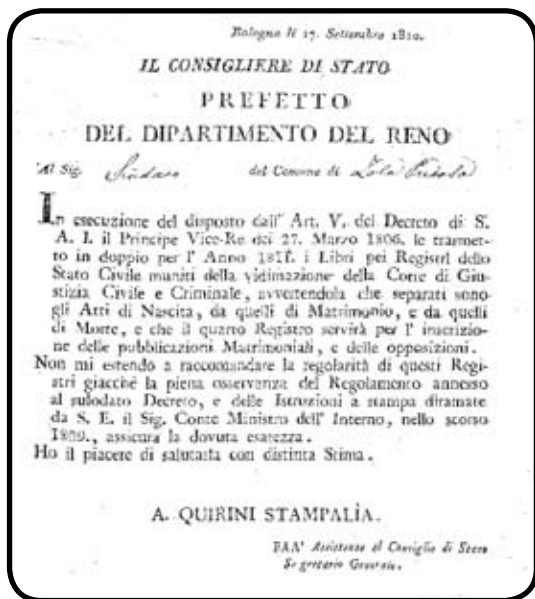 Bologna li 17. Settembre 1810.
IL CONSIGLIERE DI STATO
PREFETTO
DEL DIPARTIMENTO DEL RENO
Al Sig. Sindaco del Comune di Zola Predosa
In esecuzione del disposto dall' Art. V. del Decreto di S.
A. I. il Principe Vice-Re dei 27. Marzo 1806. le trasmet-
to in doppio per l' Anno 1811. i Libri pei Registri dello
Stato Civile muniti della vidimazione della Corte di Giu-
stizia Civile e Criminale, avvertendola che separati sono
gli Atti di Nascita, da quelli di Matrimonio, e da quelli
di Morte, e che il quarto Registro servirà per l' inscrizio-
ne delle pubblicazioni Matrimoniali, e delle opposizioni.
Non mi estendo a raccomandare la regolarità di questi Regi-
stri giacchè la piena osservanza del Regolamento annesso
al sulodato Decreto, e delle Istruzioni a stampa diramate
da S. E. il Sig. Conte Ministro dell' Interno, nello scorso
1809., assicura la dovuta esatezza.
Ho il piacere di salutarla con distinta Stima.
A. QUIRINI STAMPALÌA.
Assistente al Consiglio di Stato
Segretario Generale.